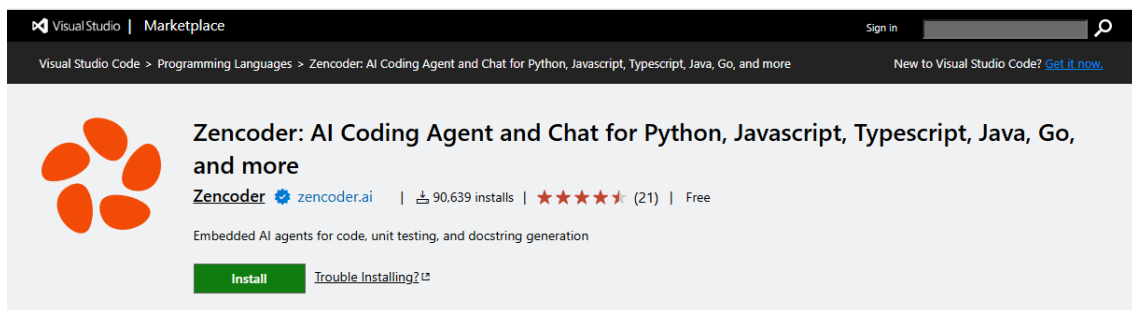 Visual Studio | Marketplace
Sign in
Visual Studio Code > Programming Languages > Zencoder: AI Coding Agent and Chat for Python, Javascript, Typescript, Java, Go, and more
New to Visual Studio Code? Get it now.
Zencoder: AI Coding Agent and Chat for Python, Javascript, Typescript, Java, Go,
and more
Zencoder zencoder.ai | 90,639 installs | (21) | Free
Embedded AI agents for code, unit testing, and docstring generation
Install Trouble Installing?